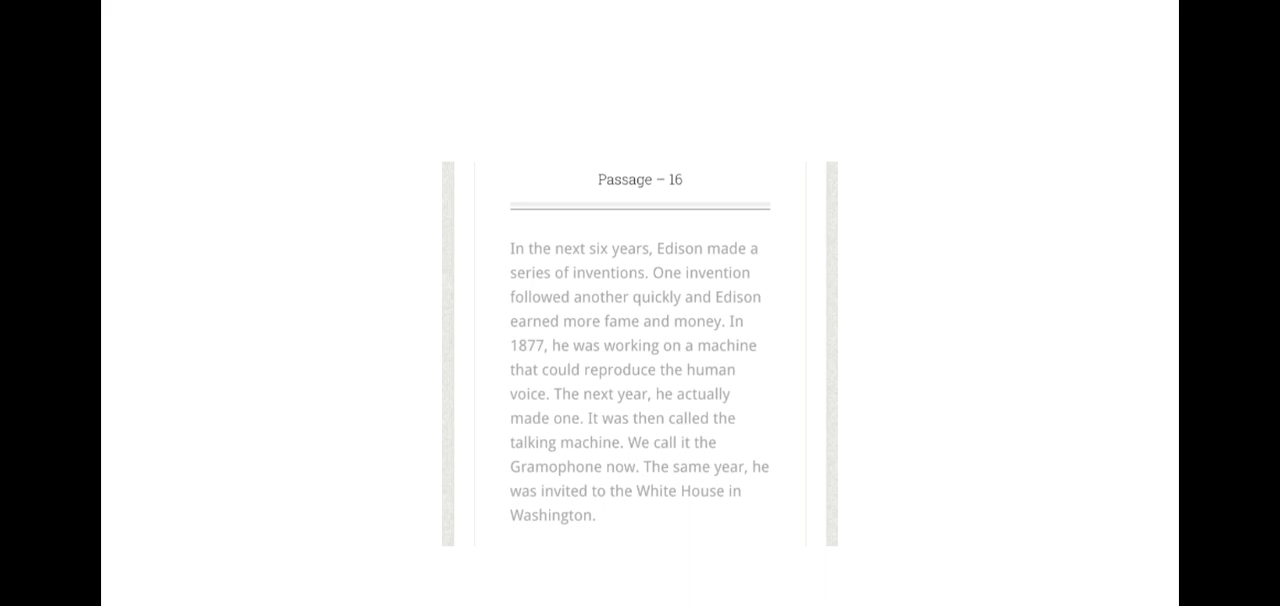 Passage – 16
In the next six years, Edison made a
series of inventions. One invention
followed another quickly and Edison
earned more fame and money. In
1877, he was working on a machine
that could reproduce the human
voice. The next year, he actually
made one. It was then called the
talking machine. We call it the
Gramophone now. The same year, he
was invited to the White House in
Washington.